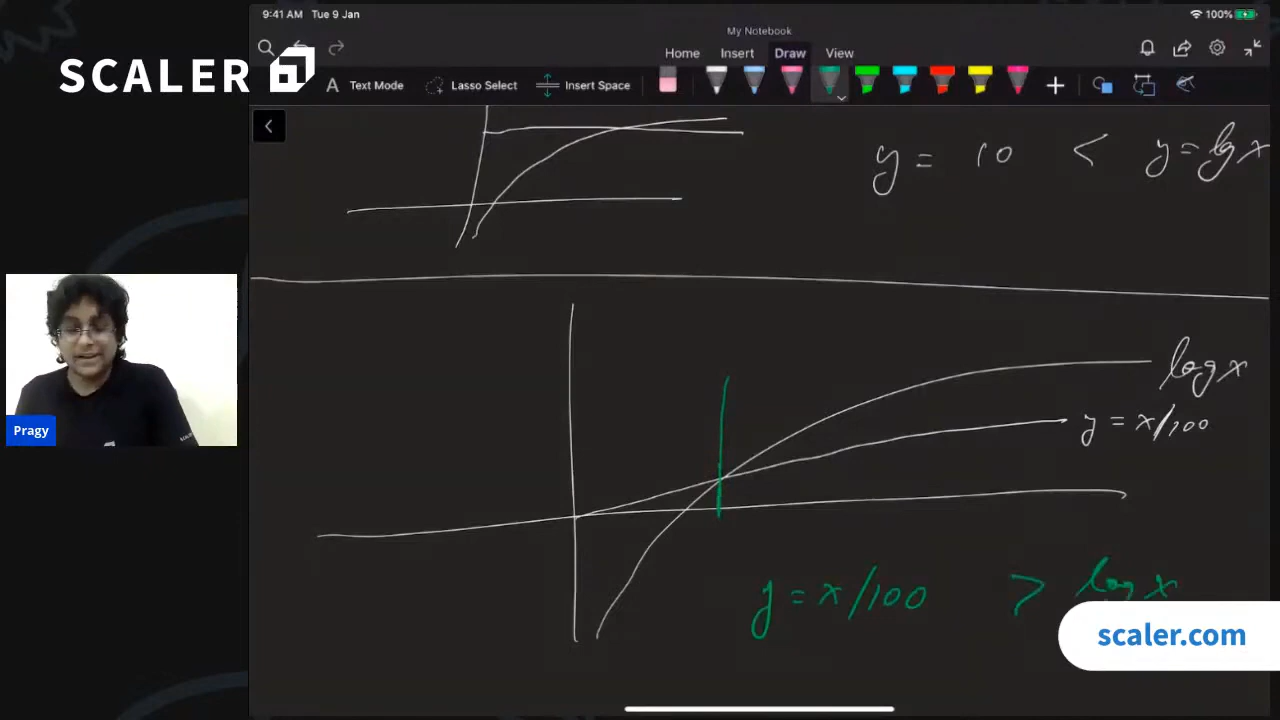 9:41 AM Tue 9 Jan
100%
My Notebook
Home Insert Draw View
SCALER
A Text Mode Lasso Select Insert Space
y = 10 < y = log x
log x
y = x/100
Pragy
y = x/100 > log x
scaler.com